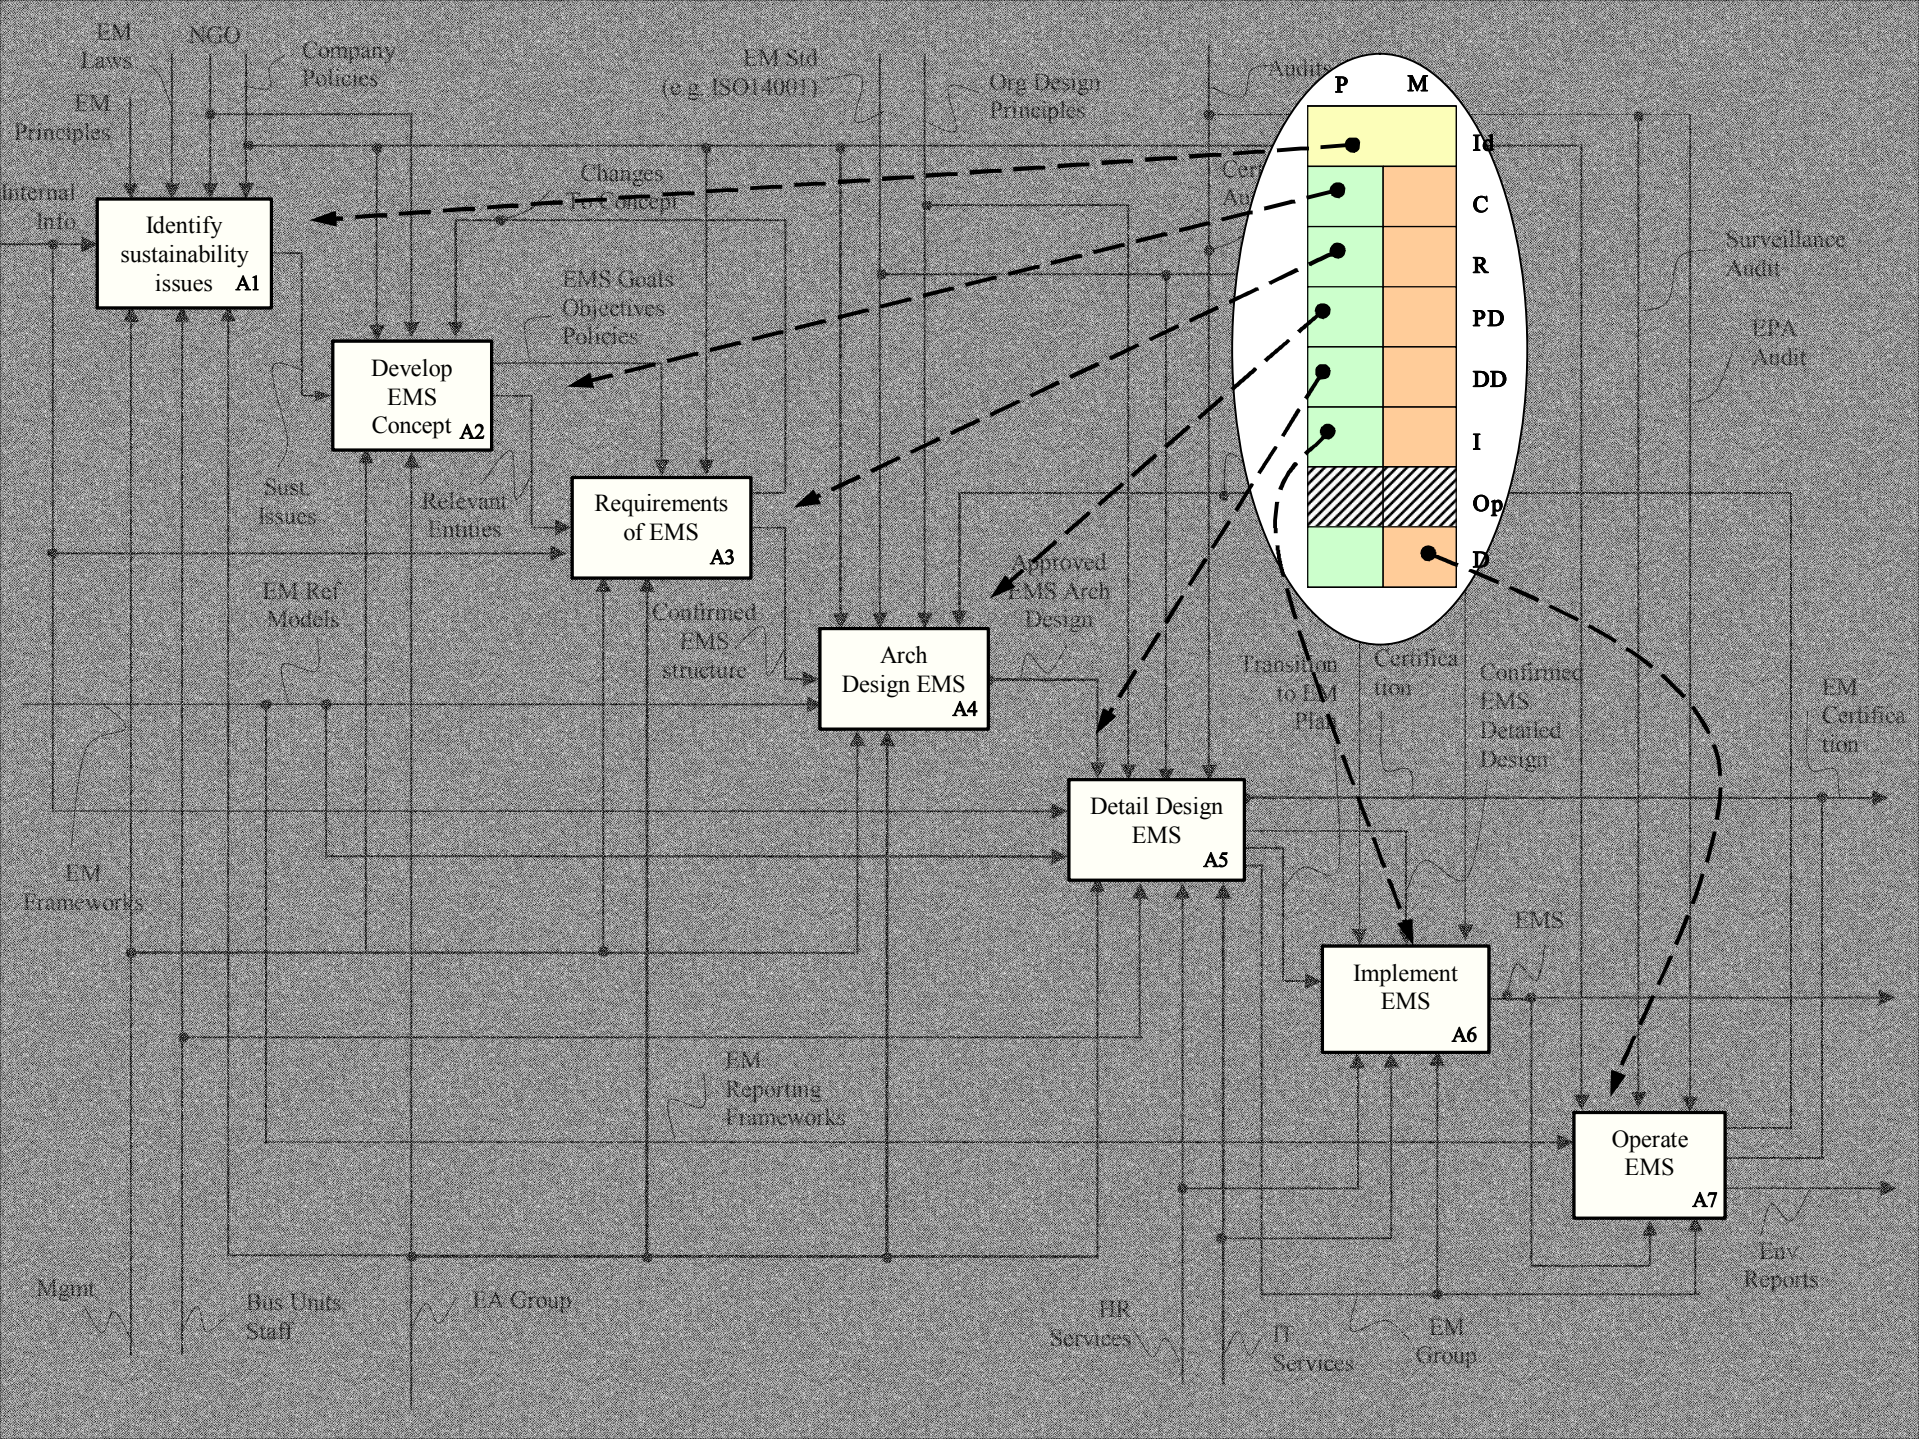 EM
Laws
NGO
Company
Policies
EM
Principles
Internal
Info
EM Std
(e.g. ISO14001)
Org Design
Principles
Audits
P M
Id
C
R
PD
DD
I
Op
D
Changes
To Concept
Identify
sustainability
issues A1
EMS Goals
Objectives
Policies
Surveillance
Audit
EPA
Audit
Develop
EMS
Concept A2
Sust.
Issues
Relevant
Entities
Requirements
of EMS
A3
EM Ref
Models
Confirmed
EMS
structure
Approved
EMS Arch
Design
Arch
Design EMS
A4
Transition
to EM
Plan
Certifica
tion
Confirmed
EMS
Detailed
Design
EM
Certifica
tion
Detail Design
EMS
A5
EM
Frameworks
EMS
Implement
EMS
A6
EM
Reporting
Frameworks
Operate
EMS
A7
Env
Reports
Mgmt
Bus Units
Staff
EA Group
HR
Services
IT
Services
EM
Group